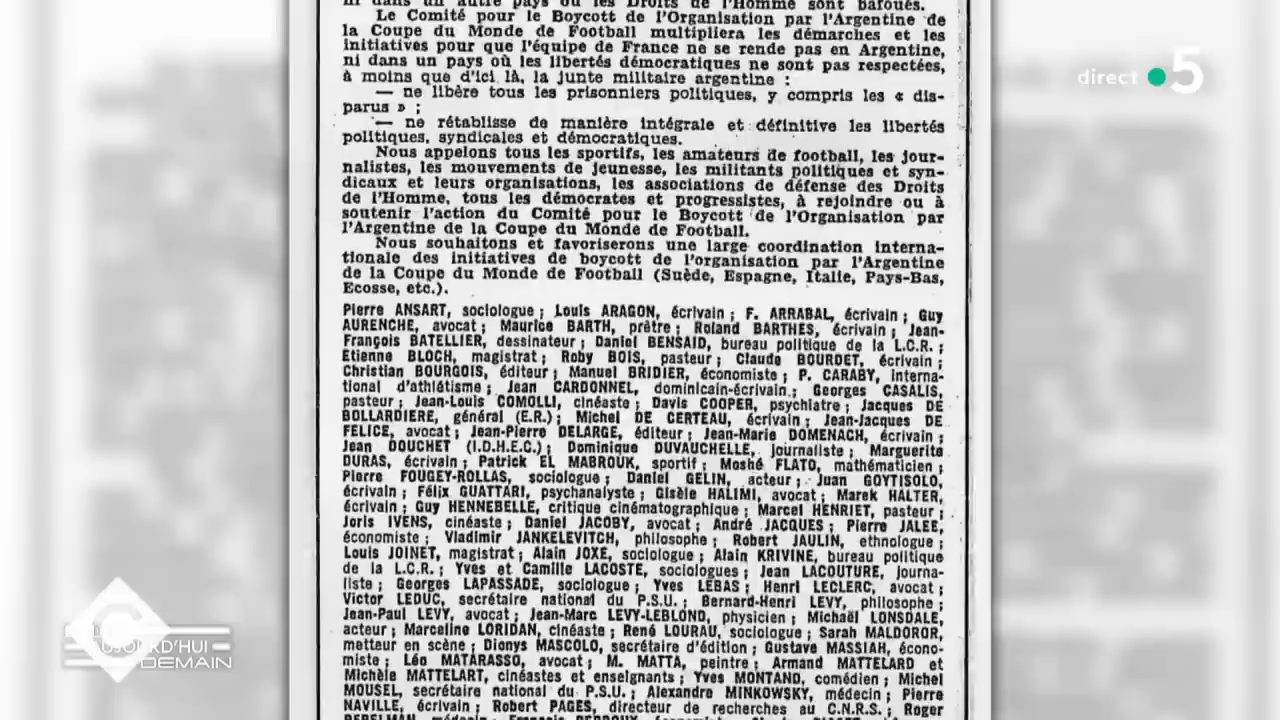 ni dans un autre pays où les Droits de l'Homme sont bafoués.
Le Comité pour le Boycott de l'Organisation par l'Argentine de
la Coupe du Monde de Football multipliera les démarches et les
initiatives pour que l'équipe de France ne se rende pas en Argentine,
ni dans un pays où les libertés démocratiques ne sont pas respectées,
à moins que d'ici là, la junte militaire argentine :
— ne libère tous les prisonniers politiques, y compris les « dis-
parus » ;
— ne rétablisse de manière intégrale et définitive les libertés
politiques, syndicales et démocratiques.
Nous appelons tous les sportifs, les amateurs de football, les jour-
nalistes, les mouvements de jeunesse, les militants politiques et syn-
dicaux et leurs organisations, les associations de défense des Droits
de l'Homme, tous les démocrates et progressistes, à rejoindre ou à
soutenir l'action du Comité pour le Boycott de l'Organisation par
l'Argentine de la Coupe du Monde de Football.
Nous souhaitons et favoriserons une large coordination interna-
tionale des initiatives de boycott de l'organisation par l'Argentine
de la Coupe du Monde de Football (Suède, Espagne, Italie, Pays-Bas,
Ecosse, etc.).
Pierre ANSART, sociologue ; Louis ARAGON, écrivain ; F. ARRABAL, écrivain ; Guy
AURENCHE, avocat ; Maurice BARTH, prêtre ; Roland BARTHES, écrivain ; Jean-
François BATELLIER, dessinateur ; Daniel BENSAID, bureau politique de la L.C.R. ;
Etienne BLOCH, magistrat ; Roby BOIS, pasteur ; Claude BOURDET, écrivain ;
Christian BOURGOIS, éditeur ; Manuel BRIDIER, économiste ; P. CARABY, interna-
tional d'athlétisme ; Jean CARDONNEL, dominicain-écrivain ; Georges CASALIS,
pasteur ; Jean-Louis COMOLLI, cinéaste ; Davis COOPER, psychiatre ; Jacques DE
BOLLARDIERE, général (E.R.) ; Michel DE CERTEAU, écrivain ; Jean-Jacques DE
FELICE, avocat ; Jean-Pierre DELARGE, éditeur ; Jean-Marie DOMENACH, écrivain ;
Jean DOUCHET (I.D.H.E.C.) ; Dominique DUVAUCHELLE, journaliste ; Marguerite
DURAS, écrivain ; Patrick EL MABROUK, sportif ; Moshé FLATO, mathématicien ;
Pierre FOUGEY-ROLLAS, sociologue ; Daniel GELIN, acteur ; Juan GOYTISOLO,
écrivain ; Félix GUATTARI, psychanalyste ; Gisèle HALIMI, avocat ; Marek HALTER,
écrivain ; Guy HENNEBELLE, critique cinématographique ; Marcel HENRIET, pasteur ;
Joris IVENS, cinéaste ; Daniel JACOBY, avocat ; André JACQUES ; Pierre JALEE,
économiste ; Vladimir JANKELEVITCH, philosophe ; Robert JAULIN, ethnologue ;
Louis JOINET, magistrat ; Alain JOXE, sociologue ; Alain KRIVINE, bureau politique
de la L.C.R. ; Yves et Camille LACOSTE, sociologues ; Jean LACOUTURE, journa-
liste ; Georges LAPASSADE, sociologue ; Yves LEBAS ; Henri LECLERC, avocat ;
Victor LEDUC, secrétaire national du P.S.U. ; Bernard-Henri LEVY, philosophe ;
Jean-Paul LEVY, avocat ; Jean-Marc LEVY-LEBLOND, physicien ; Michaël LONSDALE,
acteur ; Marceline LORIDAN, cinéaste ; René LOURAU, sociologue ; Sarah MALDOROR,
metteur en scène ; Dionys MASCOLO, secrétaire d'édition ; Gustave MASSIAH, écono-
miste ; Léo MATARASSO, avocat ; M. MATTA, peintre ; Armand MATTELARD et
Michèle MATTELART, cinéastes et enseignants ; Yves MONTAND, comédien ; Michel
MOUSEL, secrétaire national du P.S.U. ; Alexandre MINKOWSKY, médecin ; Pierre
NAVILLE, écrivain ; Robert PAGES, directeur de recherches au C.N.R.S. ; Roger
direct 5
C
AUJOURD'HUI
DEMAIN